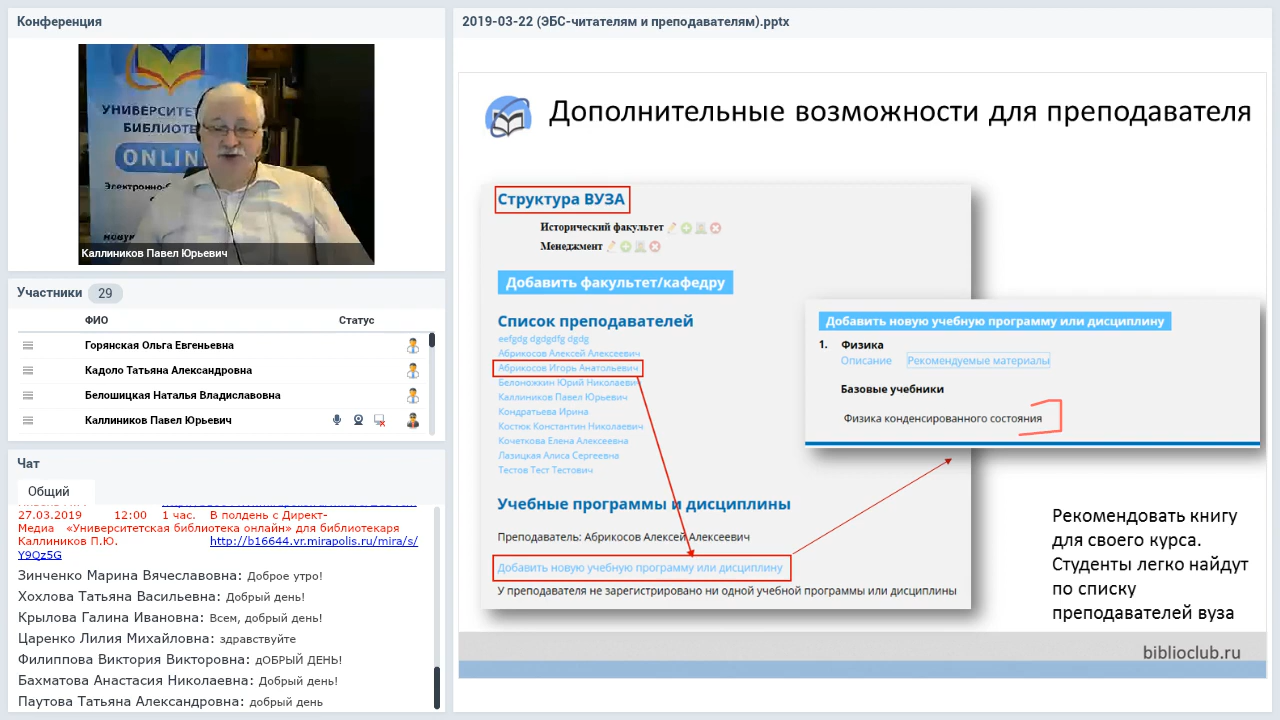 Конференция
УНИВЕРСИТЕТ
БИБЛИОТЕ
ONLIN
Каллиников Павел Юрьевич
Участники 29
ФИО Статус
Горянская Ольга Евгеньевна
Кадоло Татьяна Александровна
Белошицкая Наталья Владиславовна
Каллиников Павел Юрьевич
Чат
Общий
27.03.2019 12:00 1 час. В полдень с Директ-
Медиа «Университетская библиотека онлайн» для библиотекаря
Каллиников П.Ю. http://b16644.vr.mirapolis.ru/mira/s/
Y9Qz5G
Зинченко Марина Вячеславовна: Доброе утро!
Хохлова Татьяна Васильевна: Добрый день!
Крылова Галина Ивановна: Всем, добрый день!
Царенко Лилия Михайловна: здравствуйте
Филиппова Виктория Викторовна: дОБРЫЙ ДЕНЬ!
Бахматова Анастасия Николаевна: Добрый день!
Паутова Татьяна Александровна: добрый день
2019-03-22 (ЭБС-читателям и преподавателям).pptx
Дополнительные возможности для преподавателя
Структура ВУЗА
Исторический факультет
Менеджмент
Добавить факультет/кафедру
Список преподавателей
eefgdg dgdgdfg dgdg
Абрикосов Алексей Алексеевич
Абрикосов Игорь Анатольевич
Белоножкин Юрий Николаевич
Каллиников Павел Юрьевич
Кондратьева Ирина
Костюк Константин Николаевич
Кочеткова Елена Алексеевна
Лазицкая Алиса Сергеевна
Тестов Тест Тестович
Учебные программы и дисциплины
Преподаватель: Абрикосов Алексей Алексеевич
Добавить новую учебную программу или дисциплину
У преподавателя не зарегистрировано ни одной учебной программы или дисциплины
Добавить новую учебную программу или дисциплину
1. Физика
Описание Рекомендуемые материалы
Базовые учебники
Физика конденсированного состояния
Рекомендовать книгу
для своего курса.
Студенты легко найдут
по списку
преподавателей вуза
biblioclub.ru